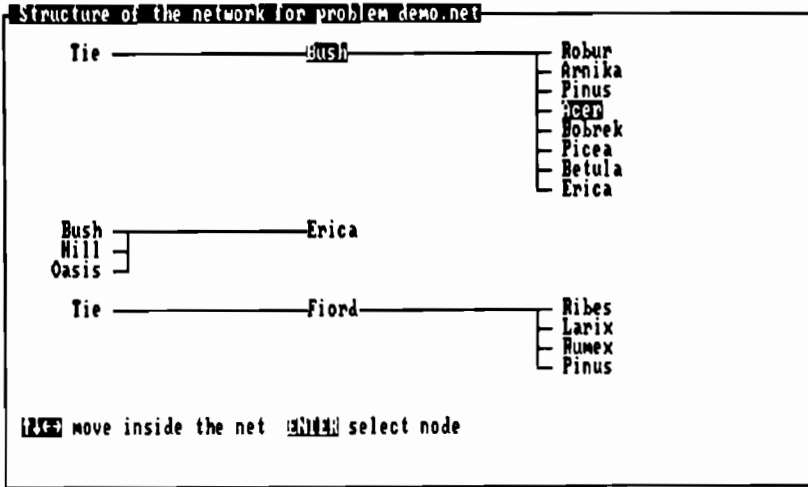 Structure of the network for problem demo.net
Tie Bush Robur
Arnika
Pinus
Acer
Bobrek
Picea
Betula
Erica
Bush Erica
Hill
Oasis
Tie Fiord Ribes
Larix
Rumex
Pinus
↑↓←→ move inside the net ENTER select node